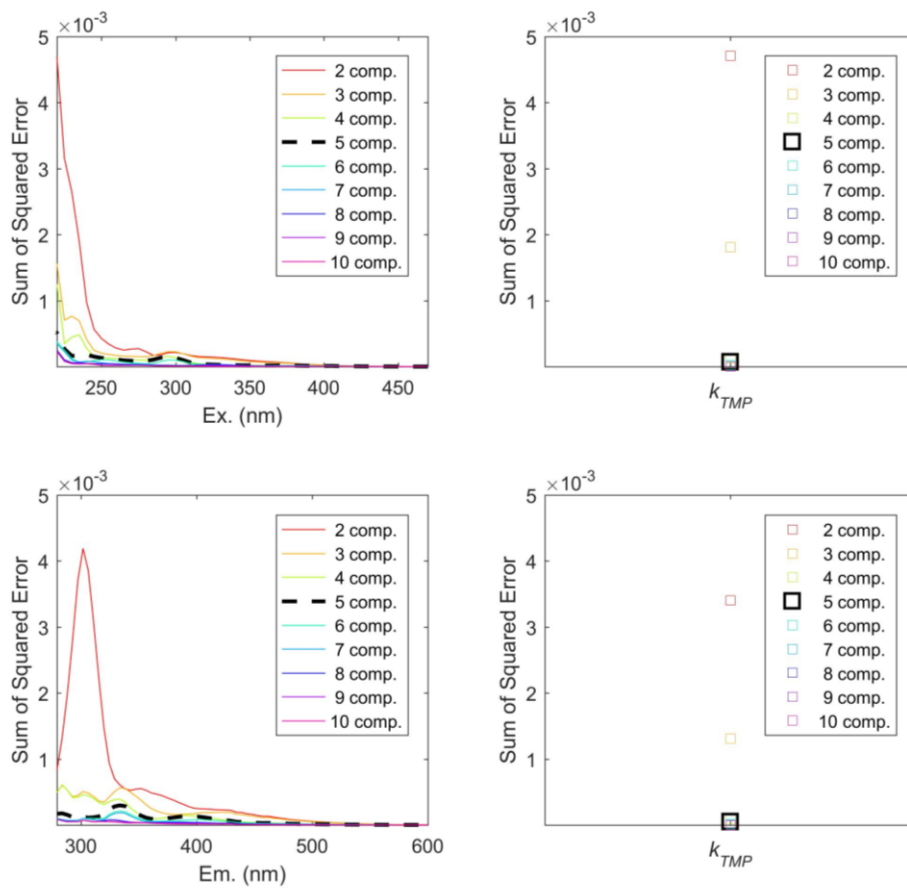 ×10⁻³
5
4
3
2
1
Sum of Squared Error
2 comp.
3 comp.
4 comp.
5 comp.
6 comp.
7 comp.
8 comp.
9 comp.
10 comp.
250 300 350 400 450
Ex. (nm)
×10⁻³
5
4
3
2
1
Sum of Squared Error
2 comp.
3 comp.
4 comp.
5 comp.
6 comp.
7 comp.
8 comp.
9 comp.
10 comp.
k_TMP
×10⁻³
5
4
3
2
1
Sum of Squared Error
2 comp.
3 comp.
4 comp.
5 comp.
6 comp.
7 comp.
8 comp.
9 comp.
10 comp.
300 400 500 600
Em. (nm)
×10⁻³
5
4
3
2
1
Sum of Squared Error
2 comp.
3 comp.
4 comp.
5 comp.
6 comp.
7 comp.
8 comp.
9 comp.
10 comp.
k_TMP